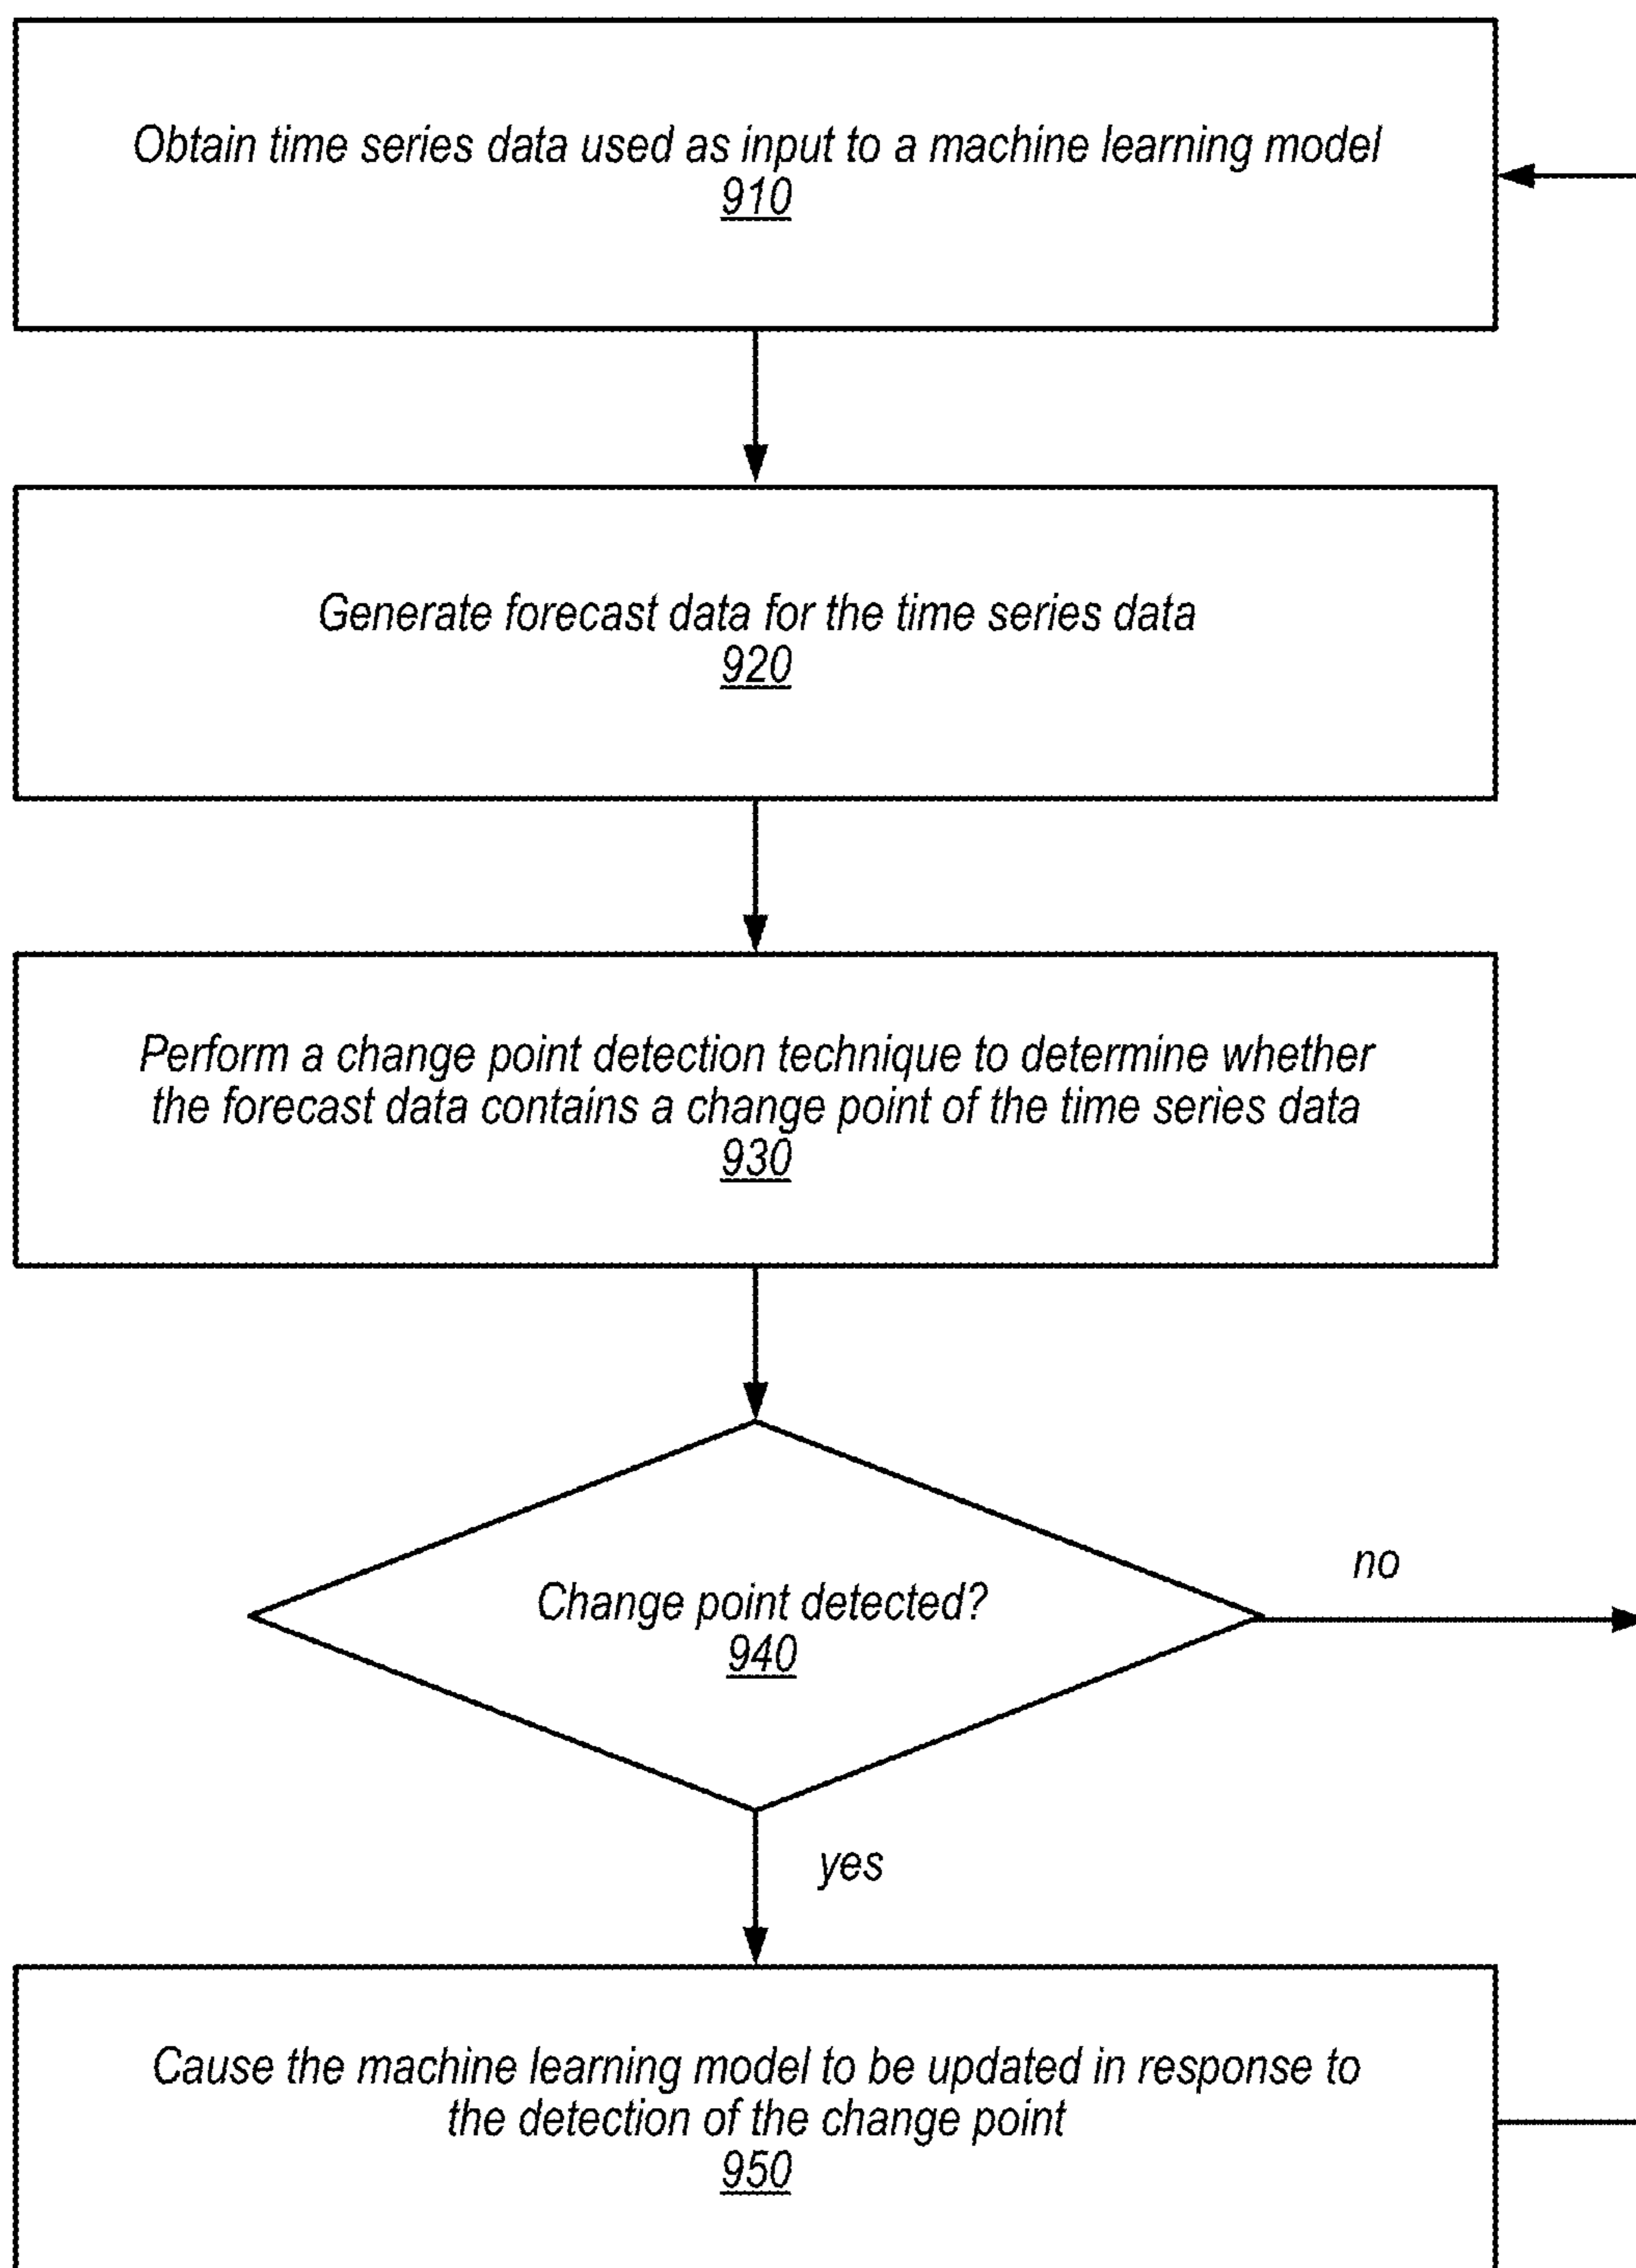 Obtain time series data used as input to a machine learning model
910
Generate forecast data for the time series data
920
Perform a change point detection technique to determine whether
the forecast data contains a change point of the time series data
930
Change point detected?
940
no
yes
Cause the machine learning model to be updated in response to
the detection of the change point
950